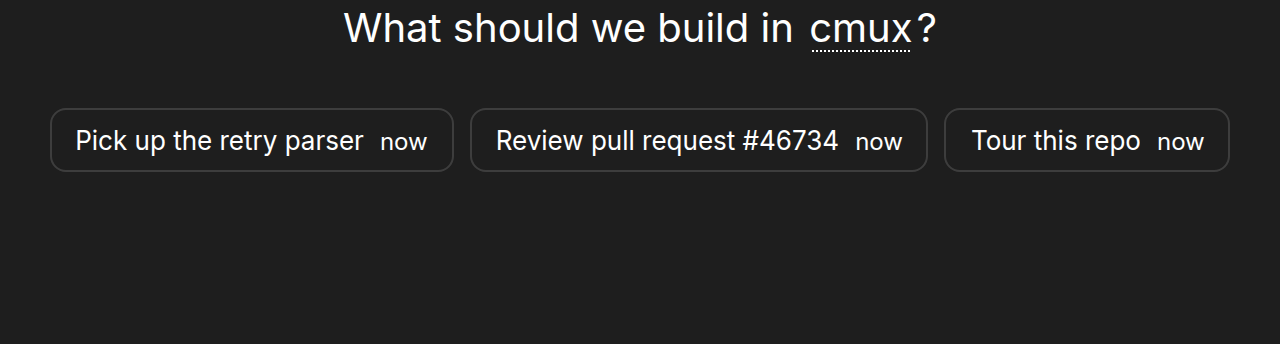 What should we build in cmux?
Pick up the retry parser now
Review pull request #46734 now
Tour this repo now